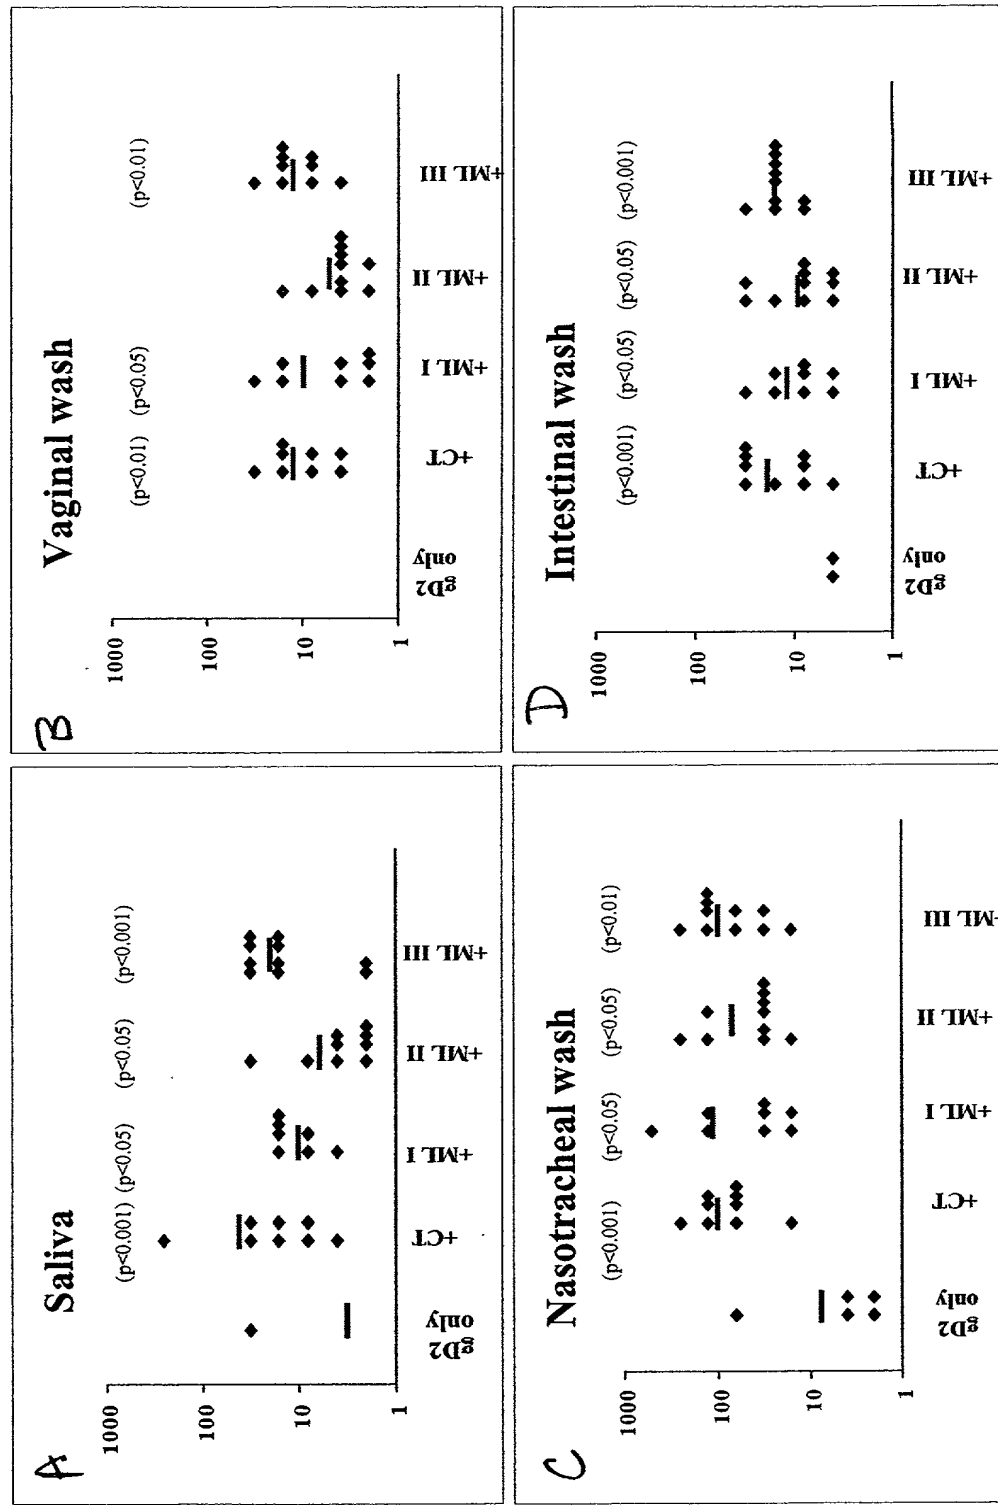 A
Saliva
(p<0.001) (p<0.05) (p<0.05) (p<0.001)
1000
100
10
1
gD2 only
+CT
+ML I
+ML II
+ML III
B
Vaginal wash
(p<0.01) (p<0.05) (p<0.01)
1000
100
10
1
gD2 only
+CT
+ML I
+ML II
+ML III
C
Nasotracheal wash
(p<0.001) (p<0.05) (p<0.05) (p<0.01)
1000
100
10
1
gD2 only
+CT
+ML I
+ML II
+ML III
D
Intestinal wash
(p<0.001) (p<0.05) (p<0.05) (p<0.001)
1000
100
10
1
gD2 only
+CT
+ML I
+ML II
+ML III